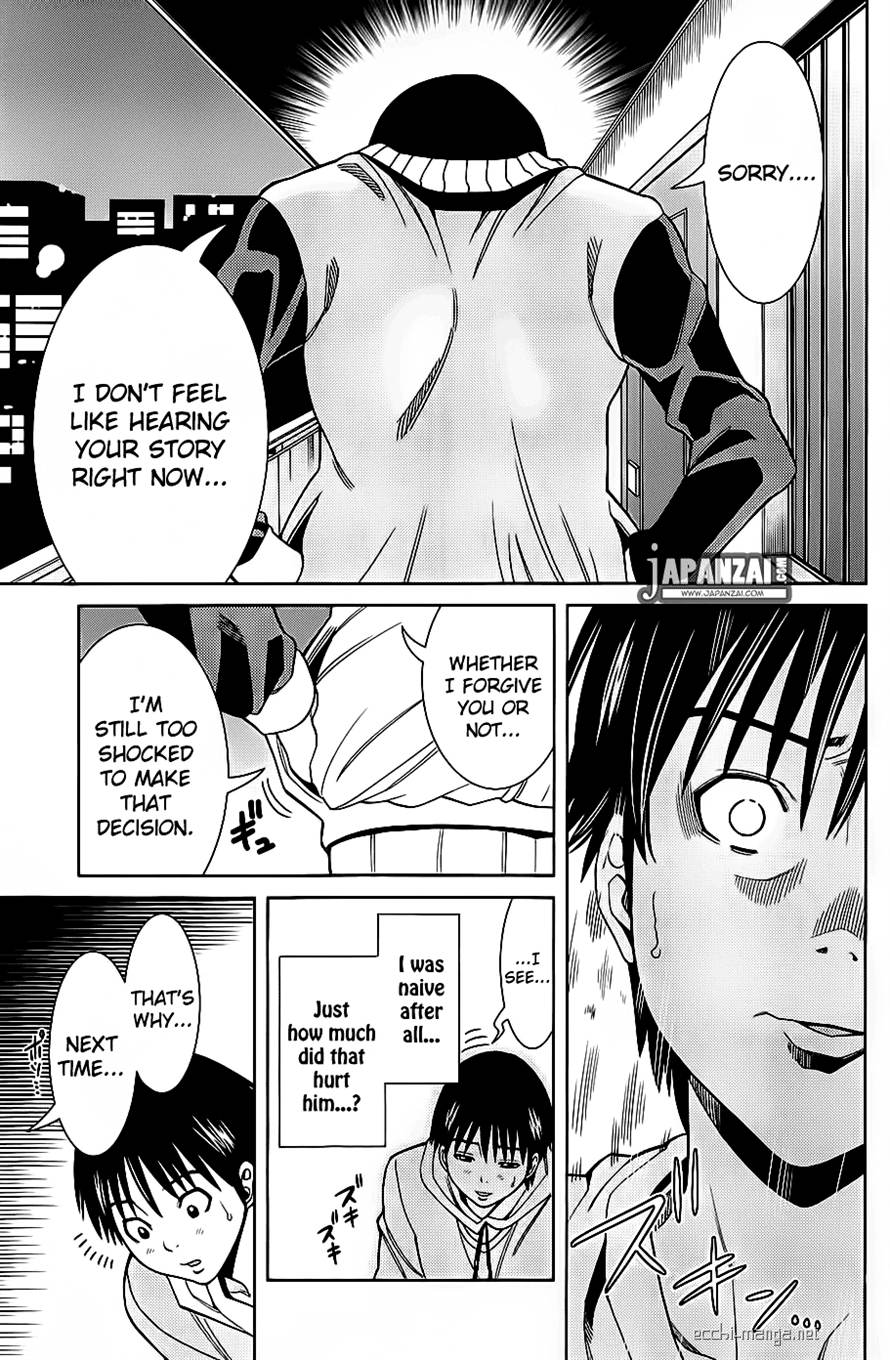 SORRY....
I DON'T FEEL
LIKE HEARING
YOUR STORY
RIGHT NOW...
jAPANZAI.COM
WWW.JAPANZAI.COM
ズキン。。。
WHETHER
I FORGIVE
YOU OR
NOT...
I'M
STILL TOO
SHOCKED
TO MAKE
THAT
DECISION.
ギュ
...I
SEE...
I was
naive
after
all...
Just
how much
did that
hurt
him...?
ズキ
ズキ
THAT'S
WHY...
NEXT
TIME...
ボソ...
ecchi-manga.net